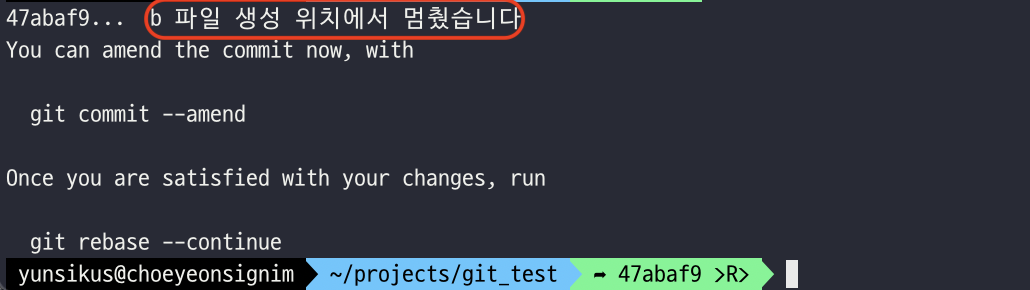 47abaf9... b 파일 생성 위치에서 멈췄습니다
You can amend the commit now, with
git commit --amend
Once you are satisfied with your changes, run
git rebase --continue
yunsikus@choeyeonsignim ~/projects/git_test ➦ 47abaf9 >R>